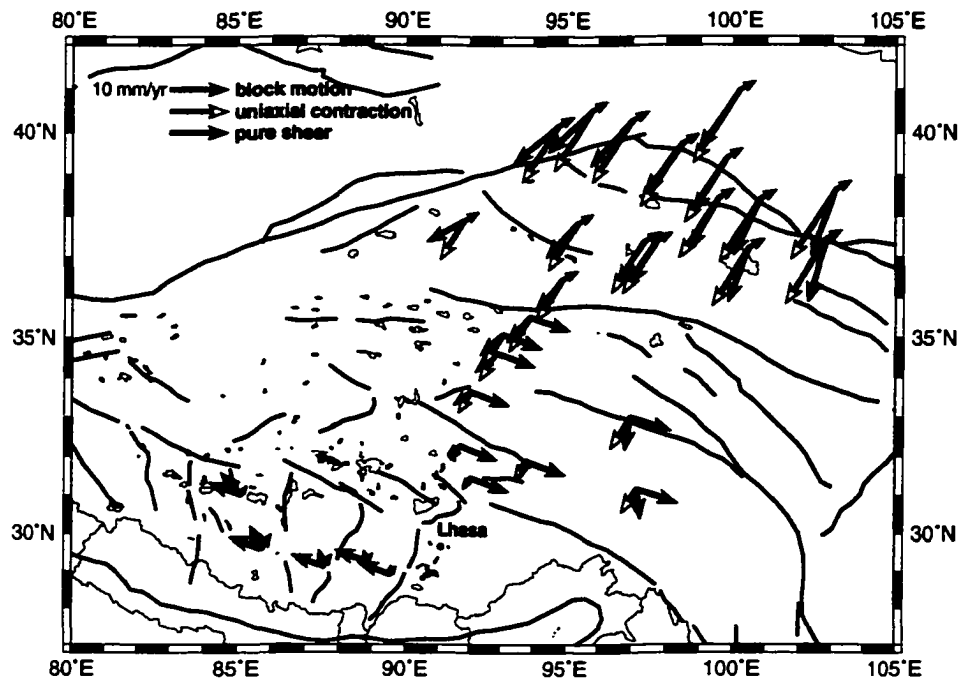 80°E 85°E 90°E 95°E 100°E 105°E
10 mm/yr block motion
uniaxial contraction
pure shear
40°N 40°N
35°N 35°N
30°N 30°N
Lhasa
80°E 85°E 90°E 95°E 100°E 105°E